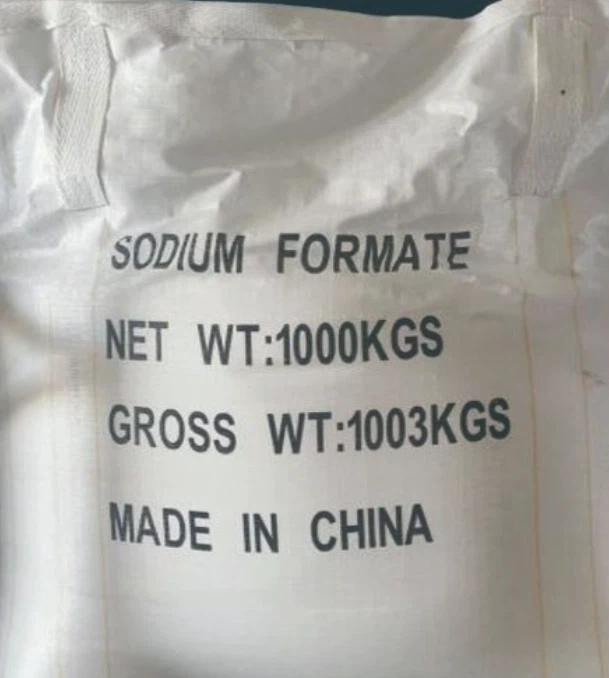 SODIUM FORMATE
NET WT:1000KGS
GROSS WT:1003KGS
MADE IN CHINA